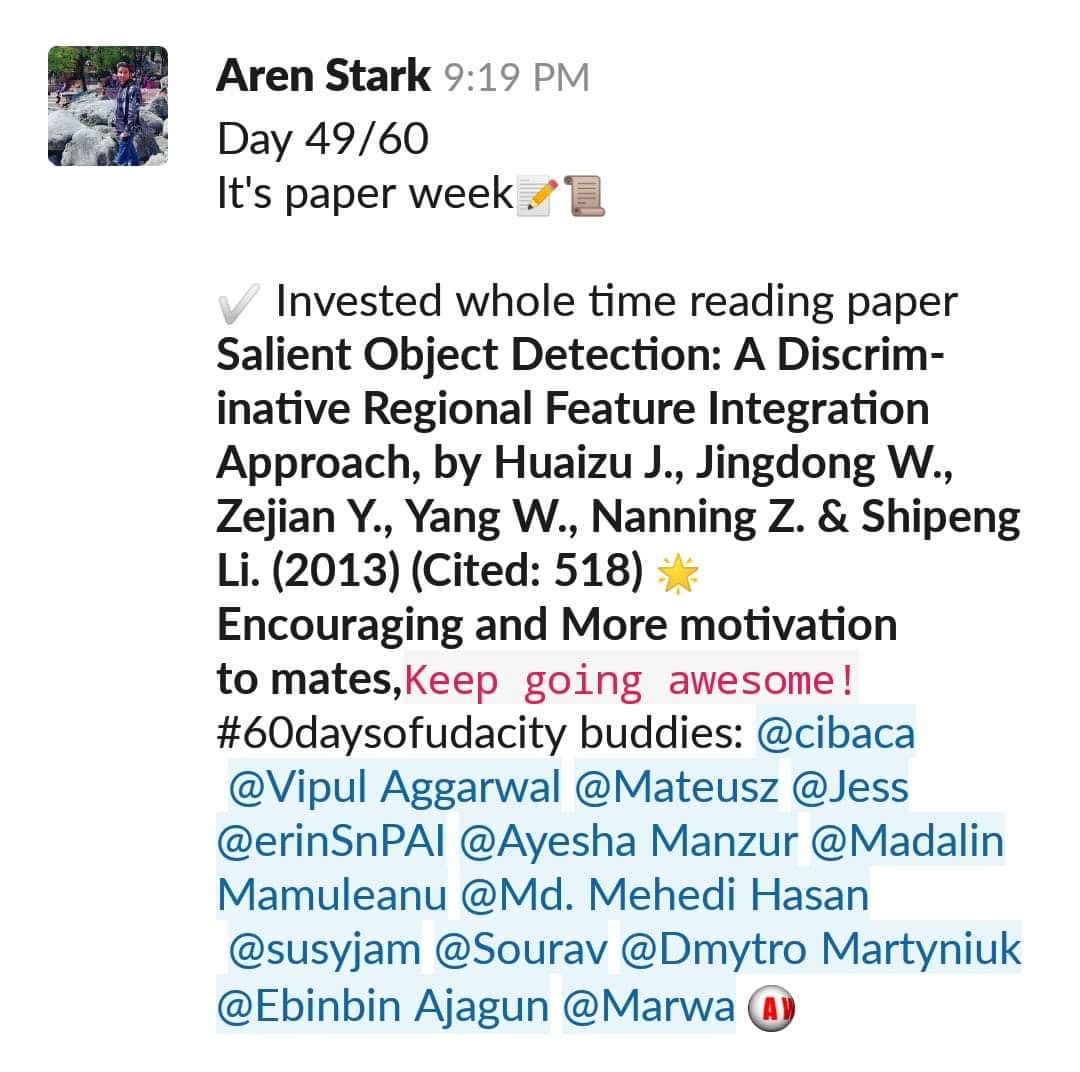 Aren Stark 9:19 PM
Day 49/60
It's paper week📝📜
✔️ Invested whole time reading paper
Salient Object Detection: A Discrim-
inative Regional Feature Integration
Approach, by Huaizu J., Jingdong W.,
Zejian Y., Yang W., Nanning Z. & Shipeng
Li. (2013) (Cited: 518) 🌟
Encouraging and More motivation
to mates,Keep going awesome!
#60daysofudacity buddies: @cibaca
@Vipul Aggarwal @Mateusz @Jess
@erinSnPAI @Ayesha Manzur @Madalin
Mamuleanu @Md. Mehedi Hasan
@susyjam @Sourav @Dmytro Martyniuk
@Ebinbin Ajagun @Marwa